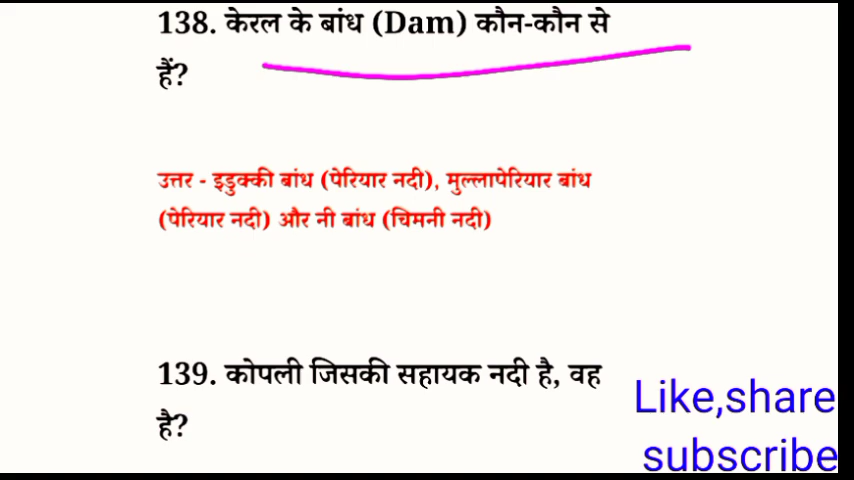 138. केरल के बांध (Dam) कौन-कौन से
हैं?
उत्तर - इडुक्की बांध (पेरियार नदी), मुल्लापेरियार बांध
(पेरियार नदी) और नी बांध (चिमनी नदी)
139. कोपली जिसकी सहायक नदी है, वह
है?
Like,share
subscribe